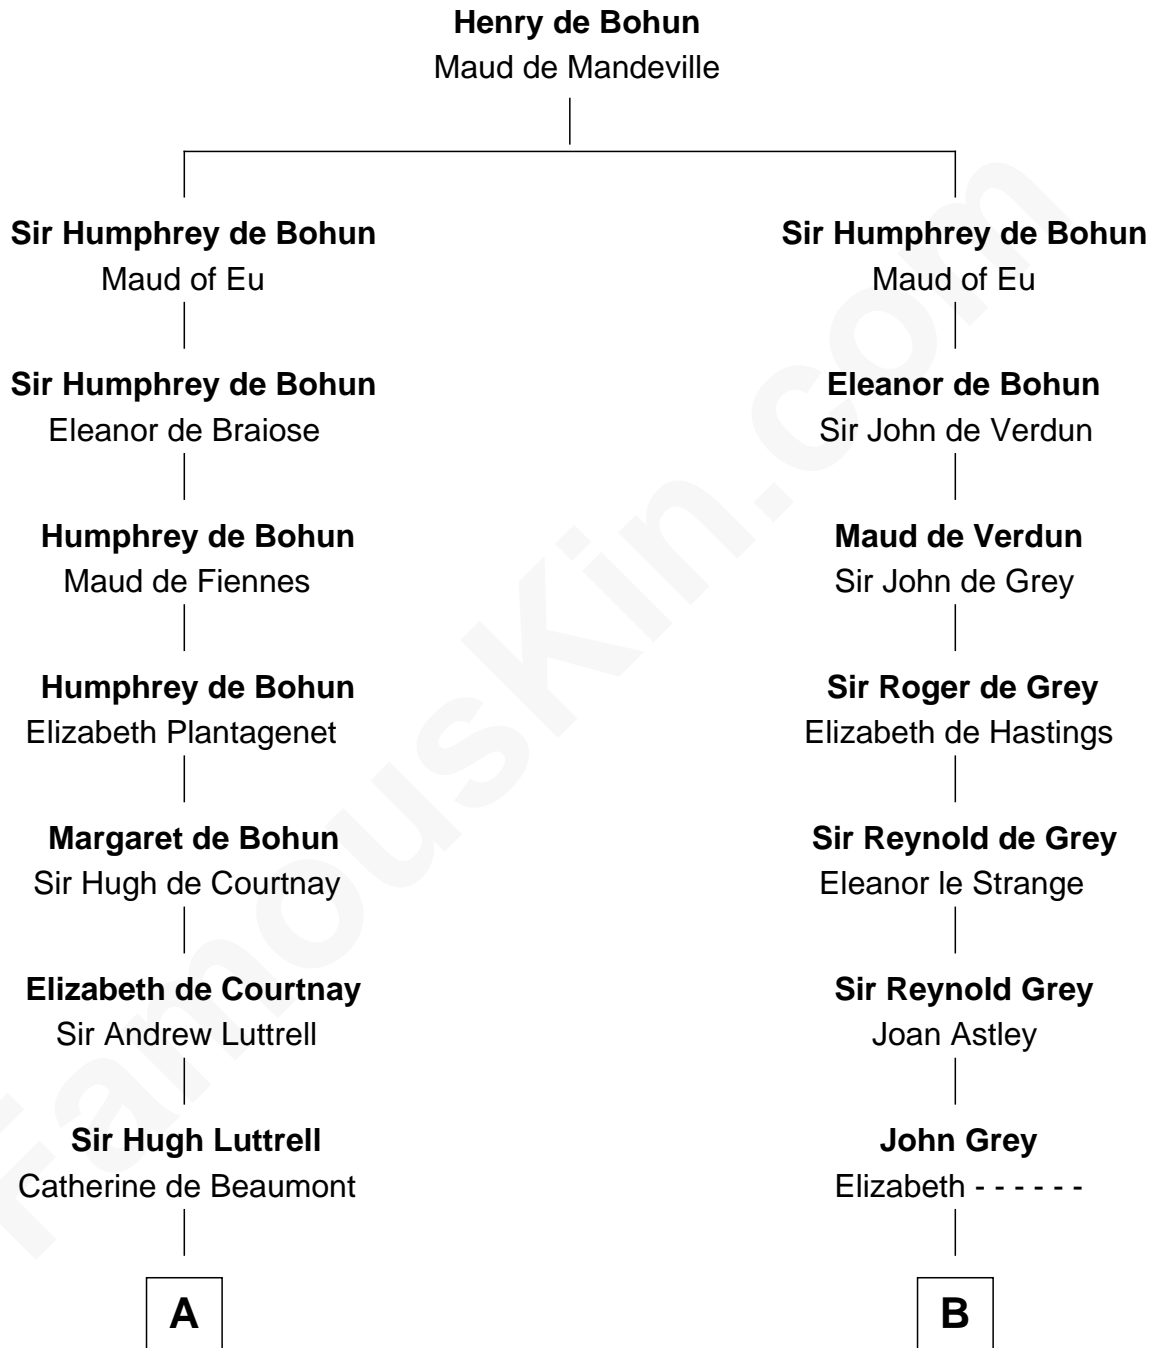 Henry de Bohun
Maud de Mandeville
Sir Humphrey de Bohun
Maud of Eu
Sir Humphrey de Bohun
Maud of Eu
Sir Humphrey de Bohun
Eleanor de Braiose
Eleanor de Bohun
Sir John de Verdun
Humphrey de Bohun
Maud de Fiennes
Maud de Verdun
Sir John de Grey
Humphrey de Bohun
Elizabeth Plantagenet
Sir Roger de Grey
Elizabeth de Hastings
Margaret de Bohun
Sir Hugh de Courtnay
Sir Reynold de Grey
Eleanor le Strange
Elizabeth de Courtnay
Sir Andrew Luttrell
Sir Reynold Grey
Joan Astley
Sir Hugh Luttrell
Catherine de Beaumont
John Grey
Elizabeth - - - - - -
A
B
FamousKin.com